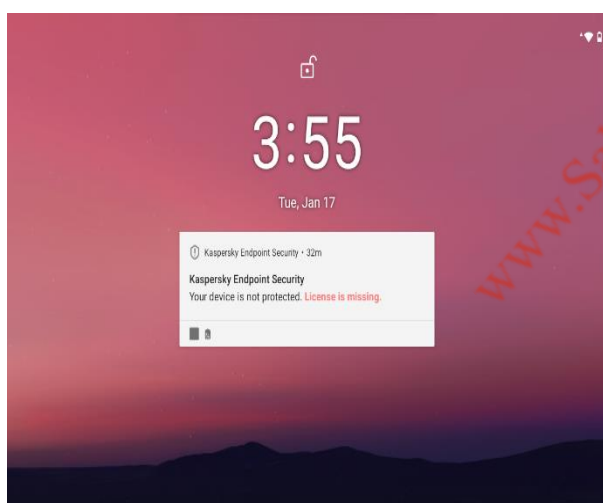 3:55
Tue, Jan 17
Kaspersky Endpoint Security • 32m
Kaspersky Endpoint Security
Your device is not protected. License is missing.